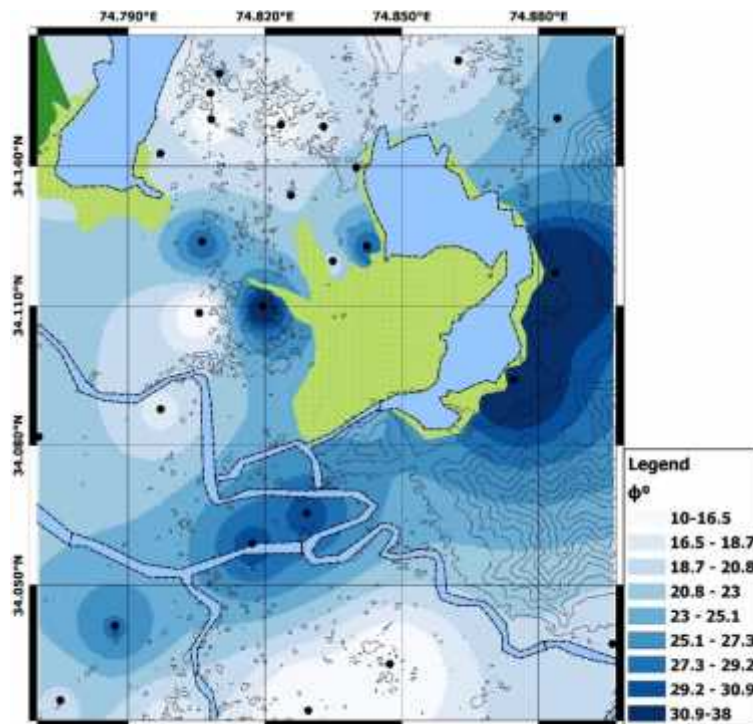 74.790°N 74.820°N 74.850°N 74.880°N
34.140°N
34.110°N
34.080°N
34.050°N
Legend
ϕº
10-16.5
16.5 - 18.7
18.7 - 20.8
20.8 - 23
23 - 25.1
25.1 - 27.3
27.3 - 29.2
29.2 - 30.9
30.9-38